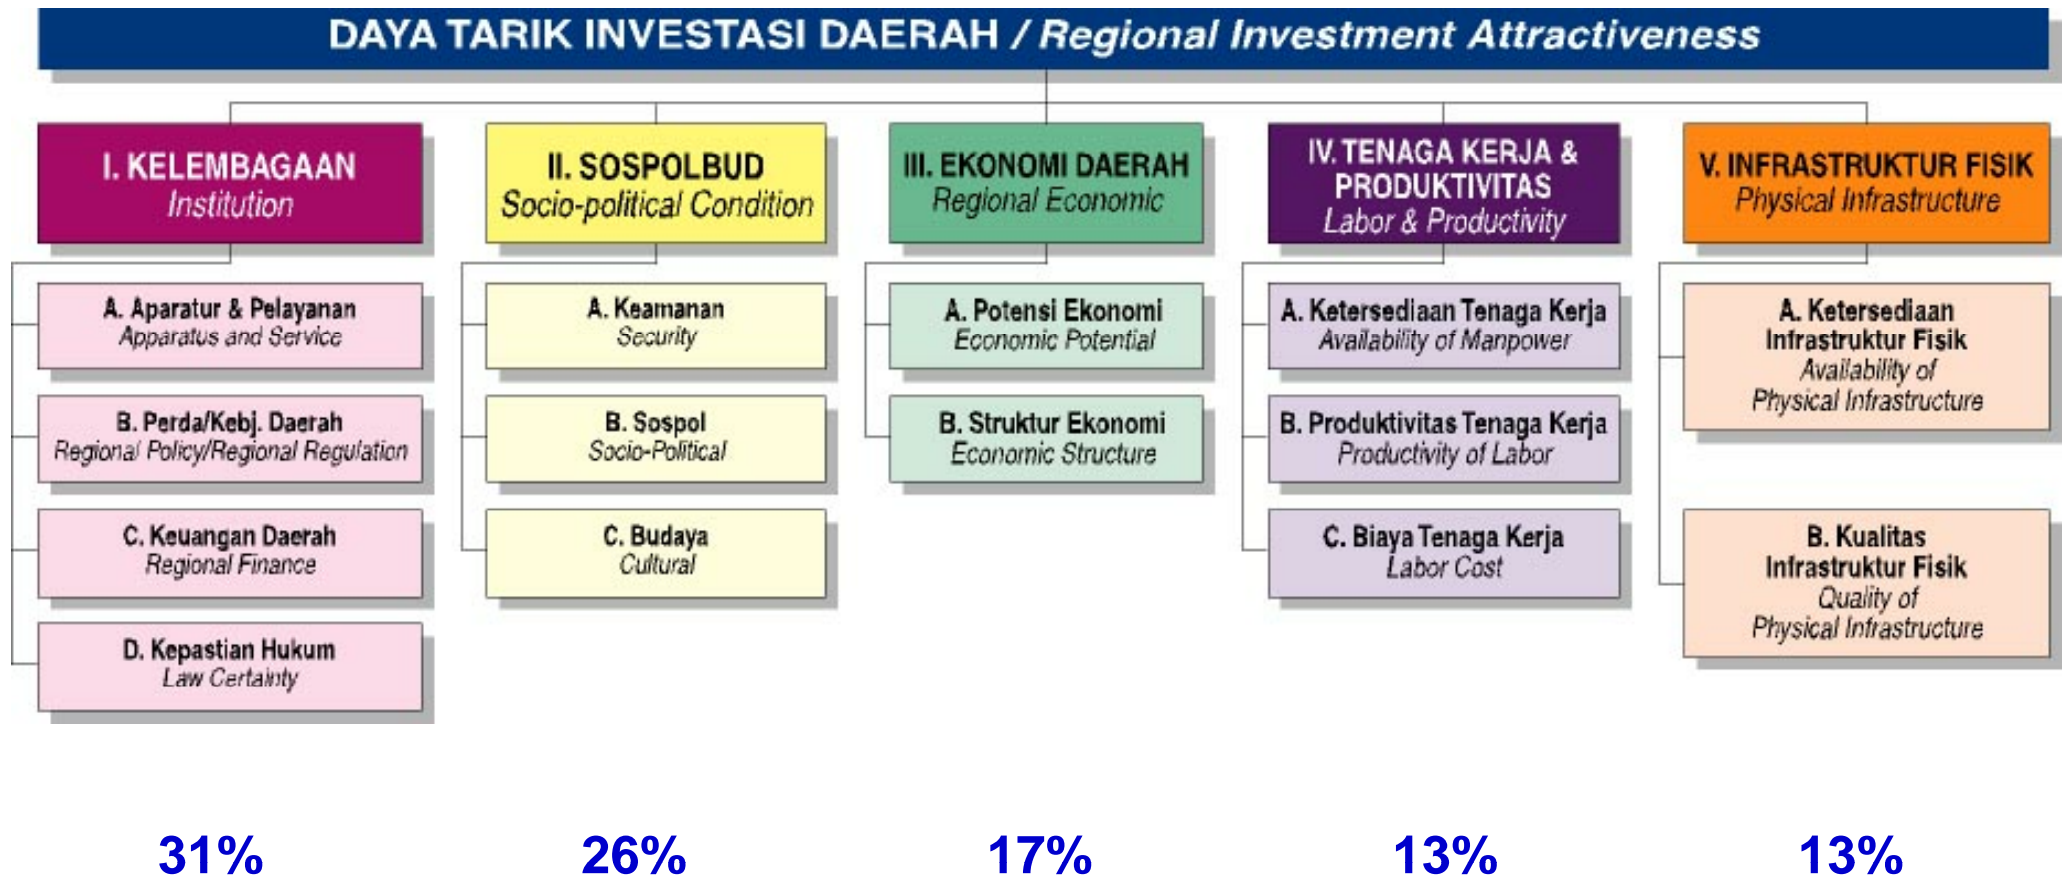 DAYA TARIK INVESTASI DAERAH / Regional Investment Attractiveness
I. KELEMBAGAAN
Institution
A. Aparatur & Pelayanan
Apparatus and Service
B. Perda/Kebj. Daerah
Regional Policy/Regional Regulation
C. Keuangan Daerah
Regional Finance
D. Kepastian Hukum
Law Certainty
31%
II. SOSPOLBUD
Socio-political Condition
A. Keamanan
Security
B. Sospol
Socio-Political
C. Budaya
Cultural
26%
III. EKONOMI DAERAH
Regional Economic
A. Potensi Ekonomi
Economic Potential
B. Struktur Ekonomi
Economic Structure
17%
IV. TENAGA KERJA &
PRODUKTIVITAS
Labor & Productivity
A. Ketersediaan Tenaga Kerja
Availability of Manpower
B. Produktivitas Tenaga Kerja
Productivity of Labor
C. Biaya Tenaga Kerja
Labor Cost
13%
V. INFRASTRUKTUR FISIK
Physical Infrastructure
A. Ketersediaan
Infrastruktur Fisik
Availability of
Physical Infrastructure
B. Kualitas
Infrastruktur Fisik
Quality of
Physical Infrastructure
13%